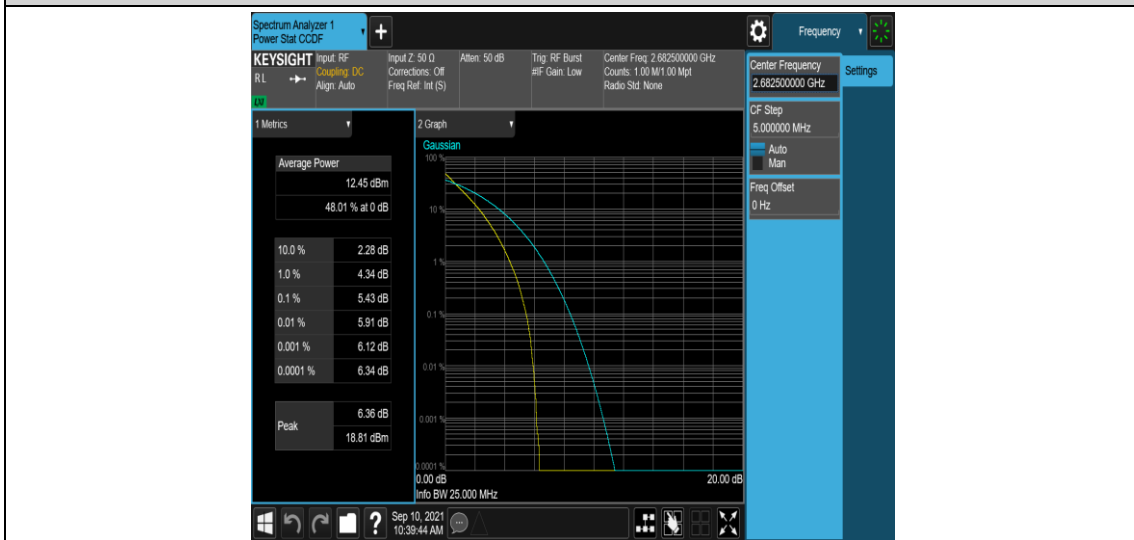 Spectrum Analyzer 1
Power Stat CCDF
Frequency
KEYSIGHT
RL
Input: RF
Coupling: DC
Align: Auto
Input Z: 50 Ω
Corrections: Off
Freq Ref: Int (S)
Atten: 50 dB
Trig: RF Burst
#IF Gain: Low
Center Freq: 2.682500000 GHz
Counts: 1.00 M/1.00 Mpt
Radio Std: None
Center Frequency
2.682500000 GHz
Settings
CF Step
5.000000 MHz
Auto
Man
Freq Offset
0 Hz
1 Metrics
Average Power
12.45 dBm
48.01 % at 0 dB
10.0 % 2.28 dB
1.0 % 4.34 dB
0.1 % 5.43 dB
0.01 % 5.91 dB
0.001 % 6.12 dB
0.0001 % 6.34 dB
Peak
6.36 dB
18.81 dBm
2 Graph
Gaussian
100 %
10 %
1 %
0.1 %
0.01 %
0.001 %
0.0001 %
0.00 dB
20.00 dB
Info BW 25.000 MHz
Sep 10, 2021
10:39:44 AM